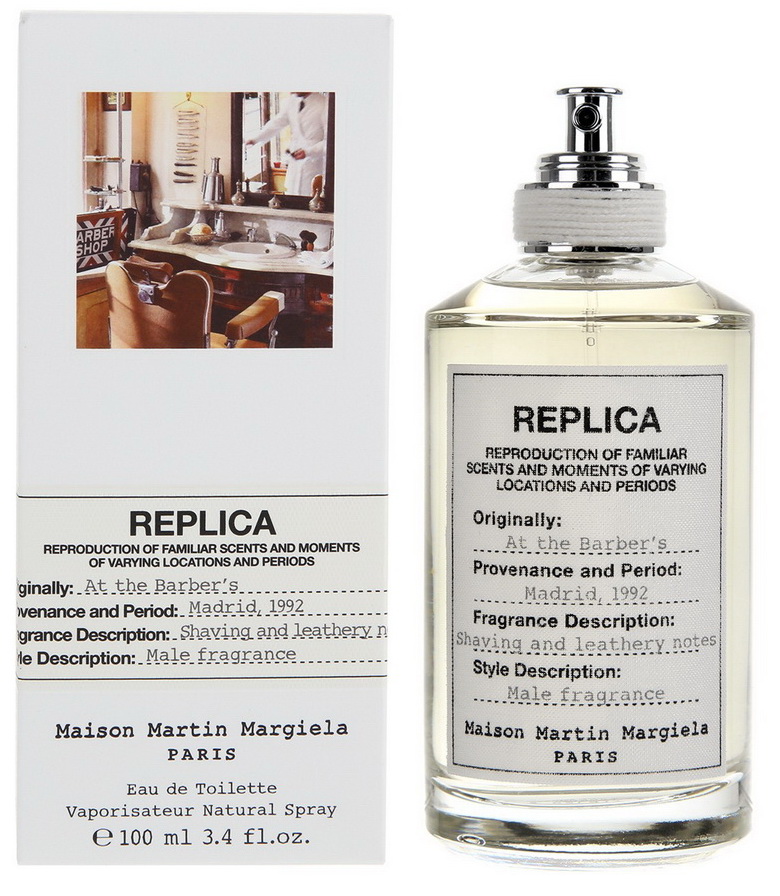 BARBER
SHOP
REPLICA
REPRODUCTION OF FAMILIAR SCENTS AND MOMENTS
OF VARYING LOCATIONS AND PERIODS
ginally: At the Barber's
ovenance and Period: Madrid, 1992
grance Description: Shaving and leathery n
le Description: Male fragrance
Maison Martin Margiela
PARIS
Eau de Toilette
Vaporisateur Natural Spray
℮ 100 ml 3.4 fl.oz.
REPLICA
REPRODUCTION OF FAMILIAR
SCENTS AND MOMENTS OF VARYING
LOCATIONS AND PERIODS
Originally:
At the Barber's
Provenance and Period:
Madrid, 1992
Fragrance Description:
Shaving and leathery notes
Style Description:
Male fragrance
Maison Martin Margiela
PARIS